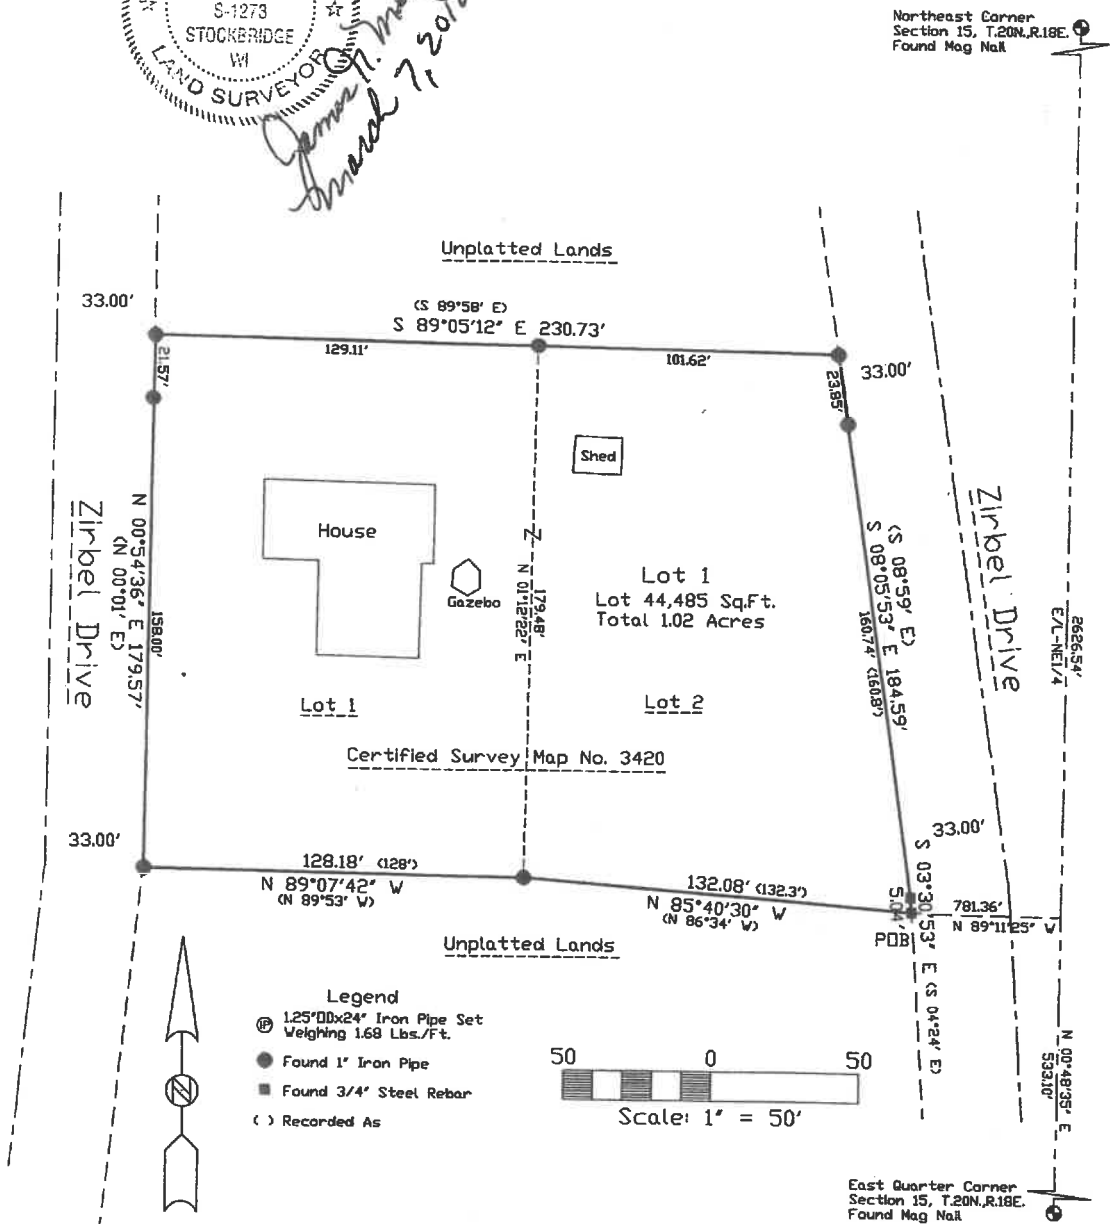 S-1273
STOCKBRIDGE
WI
LAND SURVEYOR
James R.
March 7,
Northeast Corner
Section 15, T.20N.,R.18E.
Found Mag Nail
Unplatted Lands
33.00'
(S 89°58' E)
S 89°05'12" E 230.73'
129.11'
101.62'
33.00'
21.57'
23.85'
Shed
House
Gazebo
Zirbel Drive
N 00°54'36" E 179.57'
(N 00°01' E)
158.00'
Z
179.48'
N 01°12'22" E
Lot 1
Lot 44,485 Sq.Ft.
Total 1.02 Acres
(S 08°59' E)
S 08°05'53" E 184.59'
160.74' (160.8')
Zirbel Drive
2626.54'
E/L-NE1/4
Lot 1
Lot 2
Certified Survey Map No. 3420
33.00'
33.00'
128.18' (128')
N 89°07'42" W
(N 89°53' W)
132.08' (132.3')
N 85°40'30" W
(N 86°34' W)
S 03°30'53" E (S 04°24' E)
5.04'
POB
781.36'
N 89°11'25" W
Unplatted Lands
N 00°48'35" E
533.10'
Legend
IP 1.25"ODx24" Iron Pipe Set
Weighing 1.68 Lbs./Ft.
Found 1" Iron Pipe
Found 3/4" Steel Rebar
( ) Recorded As
50 0 50
Scale: 1" = 50'
East Quarter Corner
Section 15, T.20N.,R.18E.
Found Mag Nail